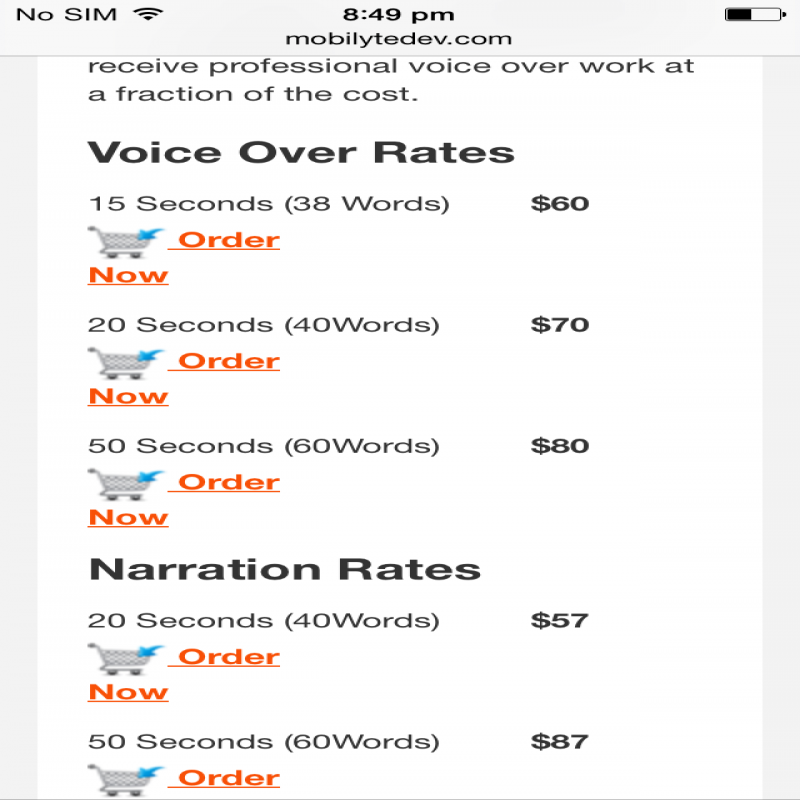 No SIM 8:49 pm
mobilytedev.com
receive professional voice over work at
a fraction of the cost.
Voice Over Rates
15 Seconds (38 Words) $60
Order
Now
20 Seconds (40Words) $70
Order
Now
50 Seconds (60Words) $80
Order
Now
Narration Rates
20 Seconds (40Words) $57
Order
Now
50 Seconds (60Words) $87
Order